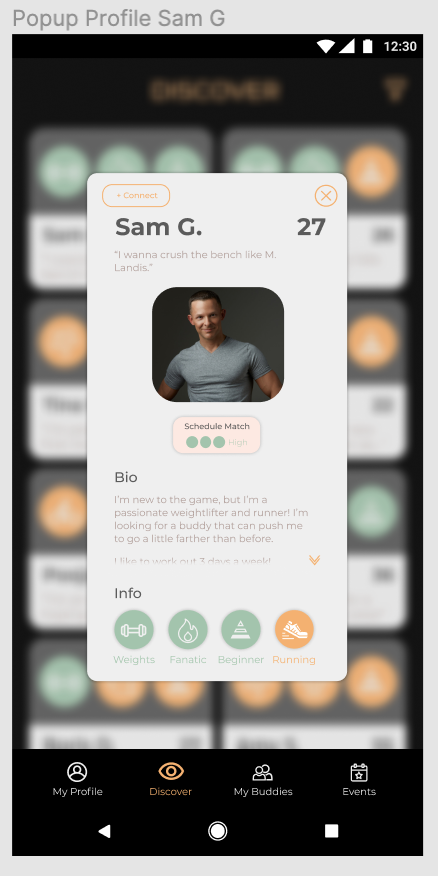 Popup Profile Sam G
12:30
DISCOVER
+ Connect
Sam G.
27
“I wanna crush the bench like M.
Landis.”
Schedule Match
High
Bio
I’m new to the game, but I’m a
passionate weightlifter and runner! I’m
looking for a buddy that can push me
to go a little farther than before.
I like to work out 3 days a week!
Info
Weights Fanatic Beginner Running
My Profile Discover My Buddies Events